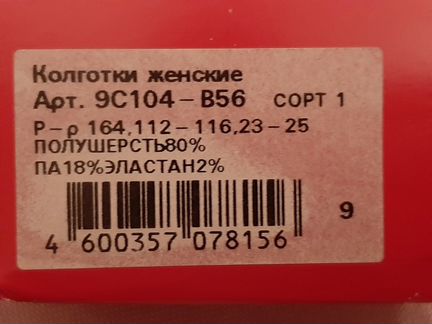 Колготки женские
Арт. 9С104-В56 СОРТ 1
Р-р 164,112-116,23-25
ПОЛУШЕРСТЬ80%
ПА18%ЭЛАСТАН2%
9
4 600357 078156